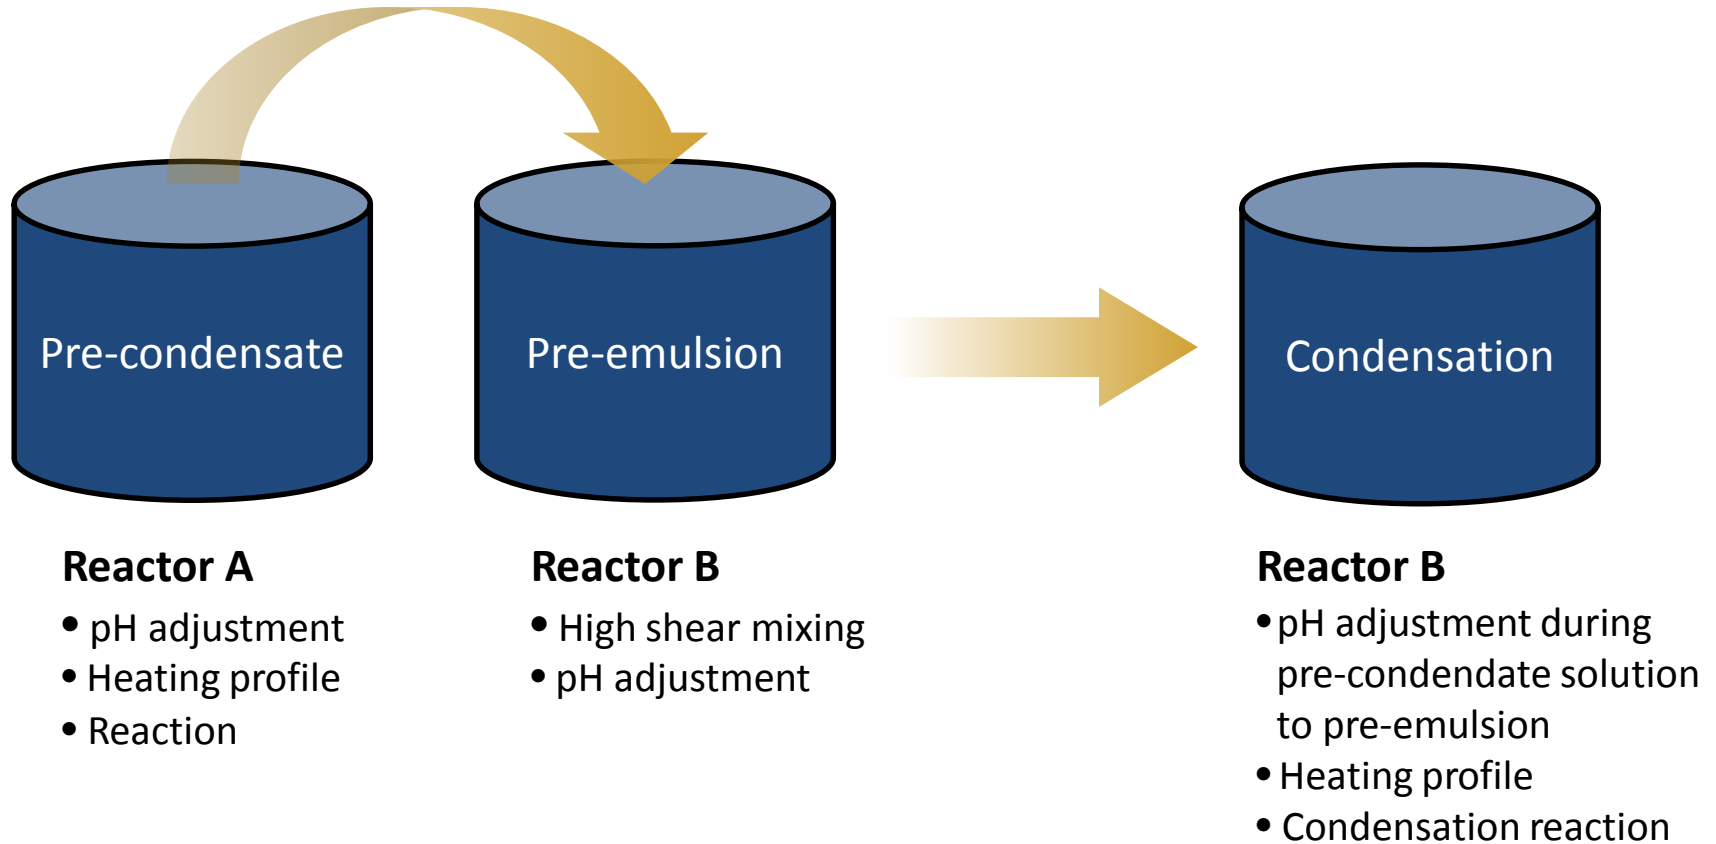 Pre-condensate
Pre-emulsion
Condensation
Reactor A
• pH adjustment
• Heating profile
• Reaction
Reactor B
• High shear mixing
• pH adjustment
Reactor B
• pH adjustment during
pre-condendate solution
to pre-emulsion
• Heating profile
• Condensation reaction